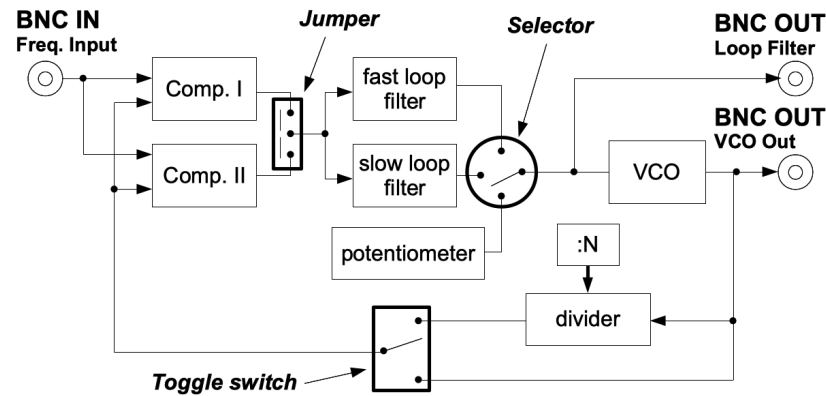 BNC IN
Freq. Input
Jumper
Selector
BNC OUT
Loop Filter
BNC OUT
VCO Out
Comp. I
Comp. II
fast loop
filter
slow loop
filter
potentiometer
VCO
:N
divider
Toggle switch